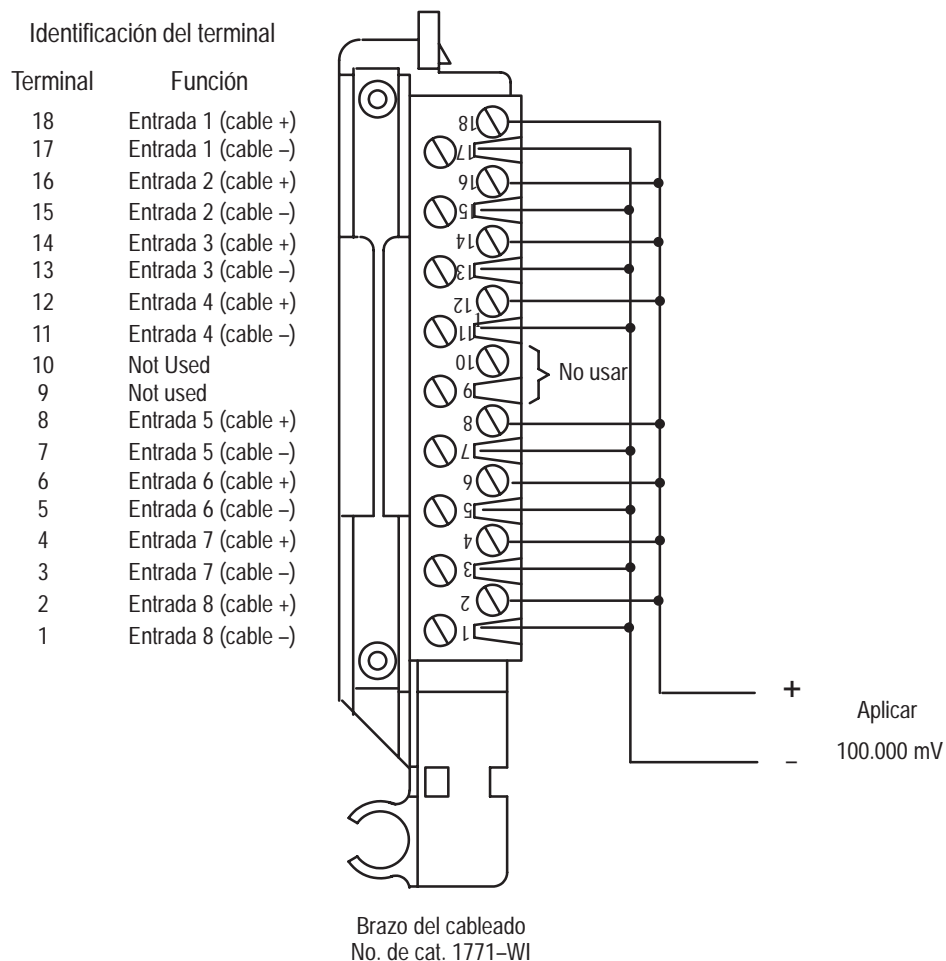 Identificación del terminal
Terminal Función
18 Entrada 1 (cable +)
17 Entrada 1 (cable –)
16 Entrada 2 (cable +)
15 Entrada 2 (cable –)
14 Entrada 3 (cable +)
13 Entrada 3 (cable –)
12 Entrada 4 (cable +)
11 Entrada 4 (cable –)
10 Not Used
9 Not used
8 Entrada 5 (cable +)
7 Entrada 5 (cable –)
6 Entrada 6 (cable +)
5 Entrada 6 (cable –)
4 Entrada 7 (cable +)
3 Entrada 7 (cable –)
2 Entrada 8 (cable +)
1 Entrada 8 (cable –)
18
17
16
15
14
13
12
11
10
9
No usar
8
7
6
5
4
3
2
1
+
Aplicar
100.000 mV
–
Brazo del cableado
No. de cat. 1771–WI